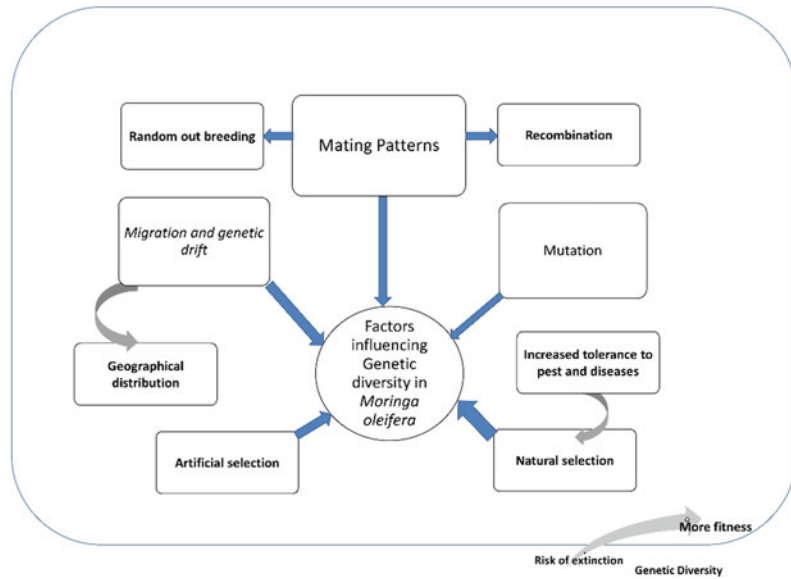 Random out breeding
Mating Patterns
Recombination
Migration and genetic
drift
Mutation
Geographical
distribution
Factors
influencing
Genetic
diversity in
Moringa
oleifera
Increased tolerance to
pest and diseases
Artificial selection
Natural selection
More fitness
Risk of extinction
Genetic Diversity